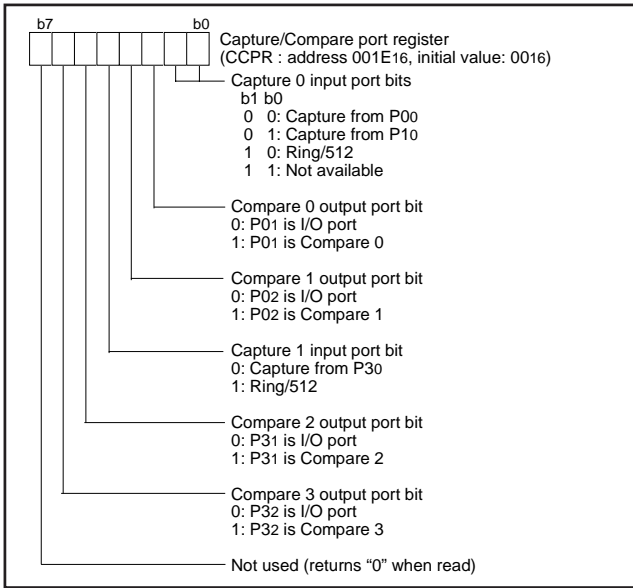 b7 b0
Capture/Compare port register
(CCPR : address 001E16, initial value: 0016)
Capture 0 input port bits
b1 b0
0 0: Capture from P00
0 1: Capture from P10
1 0: Ring/512
1 1: Not available
Compare 0 output port bit
0: P01 is I/O port
1: P01 is Compare 0
Compare 1 output port bit
0: P02 is I/O port
1: P02 is Compare 1
Capture 1 input port bit
0: Capture from P30
1: Ring/512
Compare 2 output port bit
0: P31 is I/O port
1: P31 is Compare 2
Compare 3 output port bit
0: P32 is I/O port
1: P32 is Compare 3
Not used (returns “0” when read)